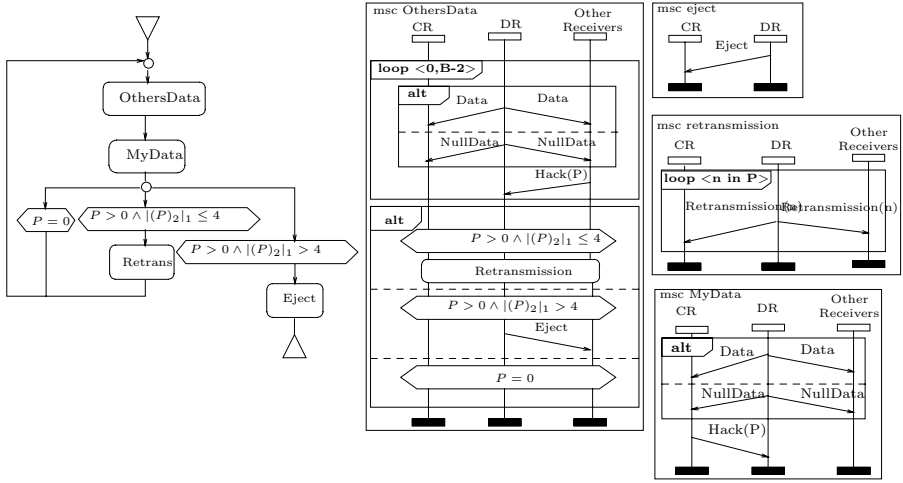 OthersData
MyData
P = 0
P > 0 ∧ |(P)₂|₁ ≤ 4
P > 0 ∧ |(P)₂|₁ > 4
Retrans
Eject
msc OthersData
CR
DR
Other
Receivers
loop <0,B-2>
alt
Data
Data
NullData
NullData
Hack(P)
alt
P > 0 ∧ |(P)₂|₁ ≤ 4
Retransmission
P > 0 ∧ |(P)₂|₁ > 4
Eject
P = 0
msc eject
CR
DR
Eject
msc retransmission
CR
DR
Other
Receivers
loop <n in P>
Retransmission(n)
Retransmission(n)
msc MyData
CR
DR
Other
Receivers
alt
Data
Data
NullData
NullData
Hack(P)